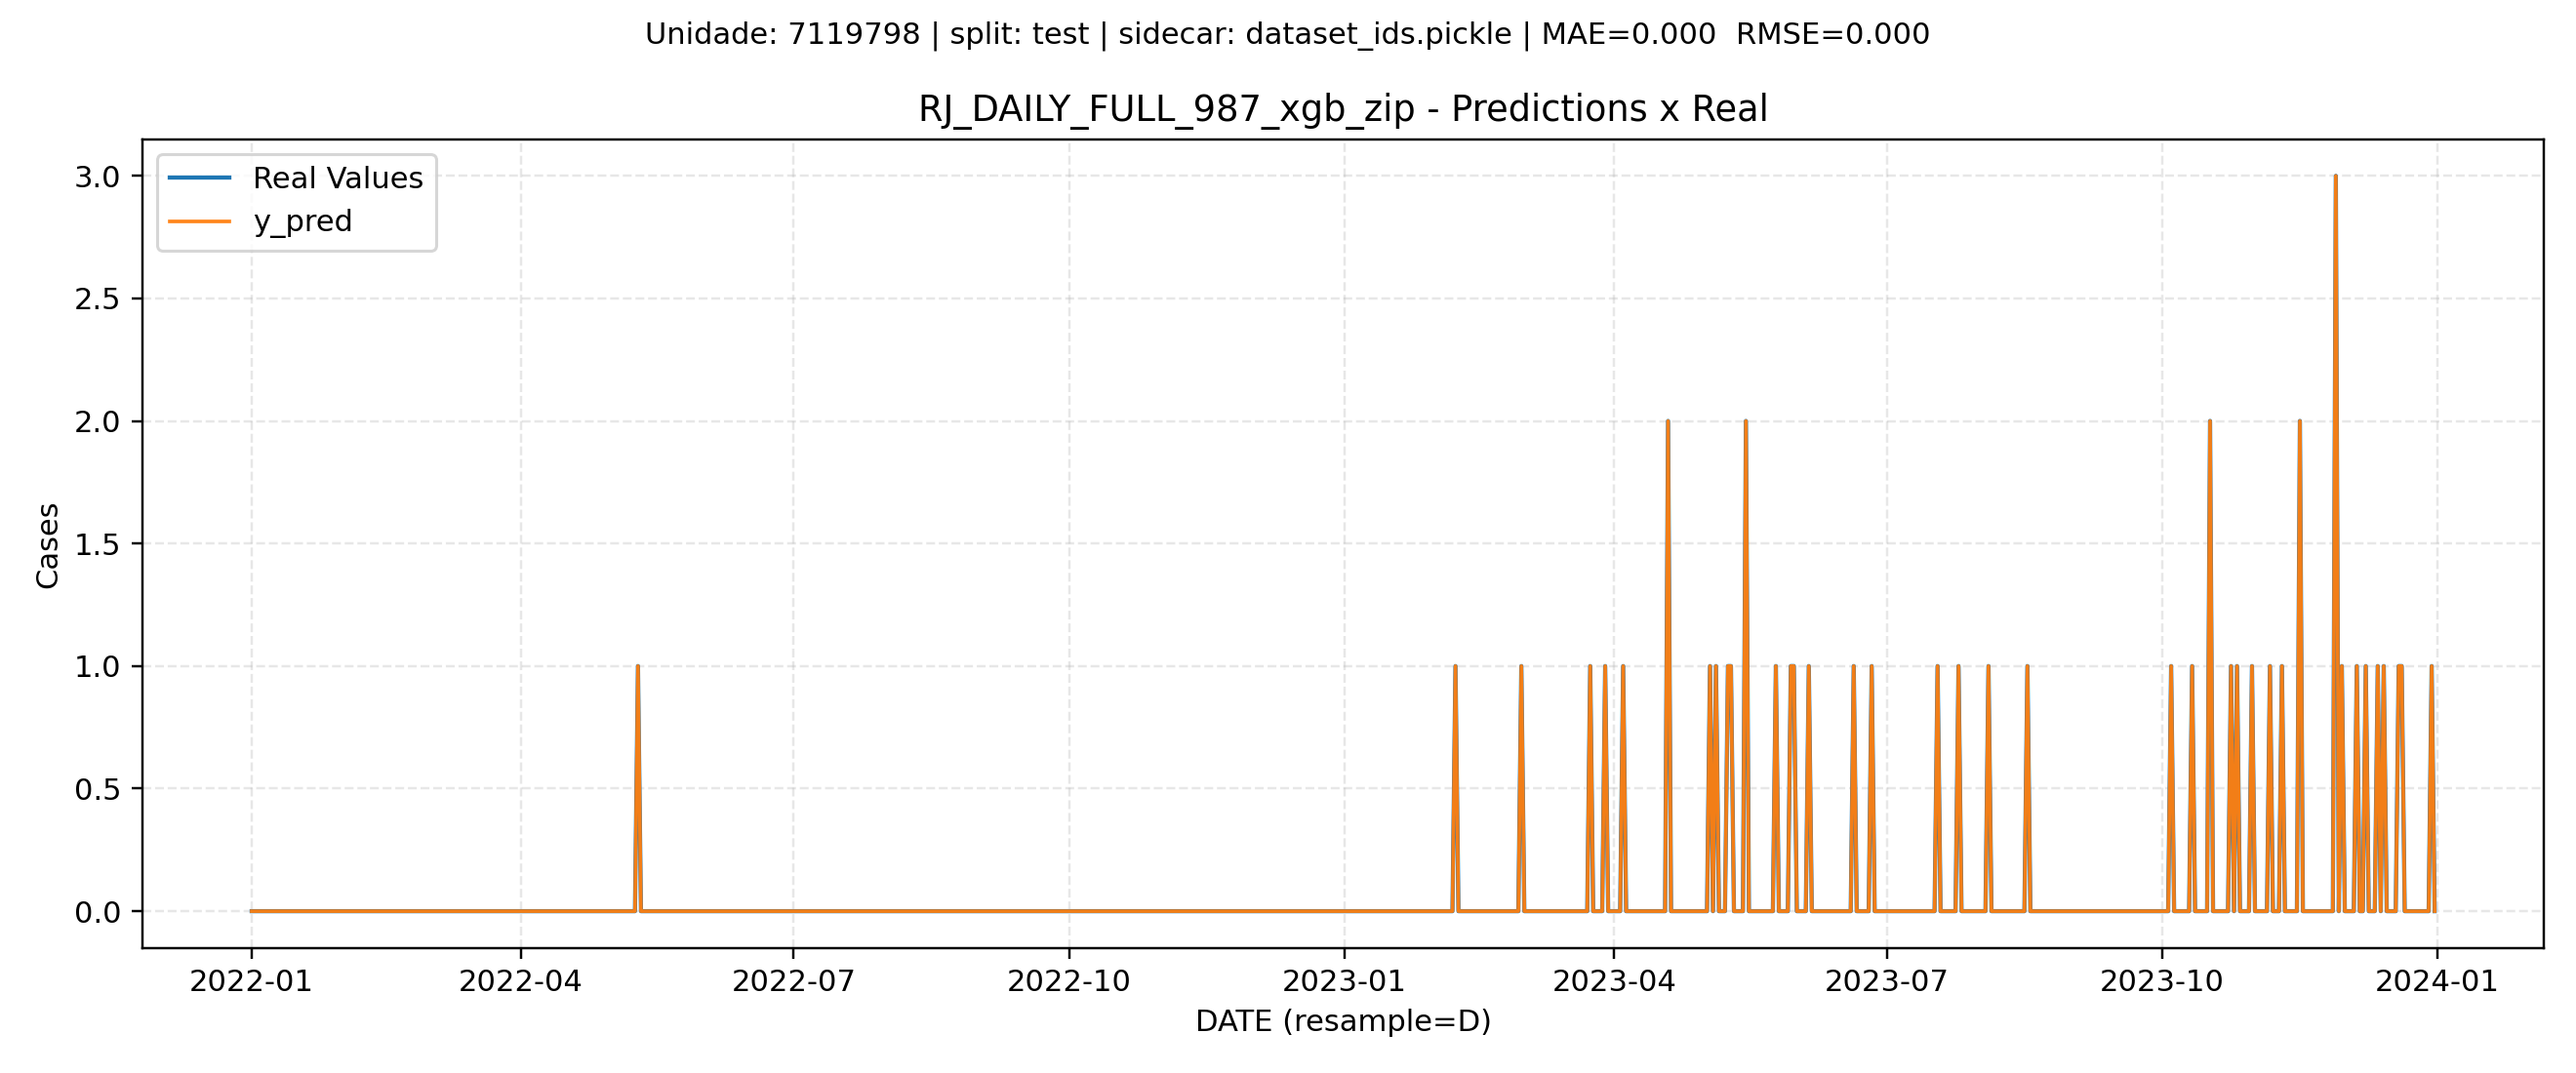 Unidade: 7119798 | split: test | sidecar: dataset_ids.pickle | MAE=0.000  RMSE=0.000
RJ_DAILY_FULL_987_xgb_zip - Predictions x Real
Real Values
y_pred
Cases
3.0
2.5
2.0
1.5
1.0
0.5
0.0
2022-01 2022-04 2022-07 2022-10 2023-01 2023-04 2023-07 2023-10 2024-01
DATE (resample=D)